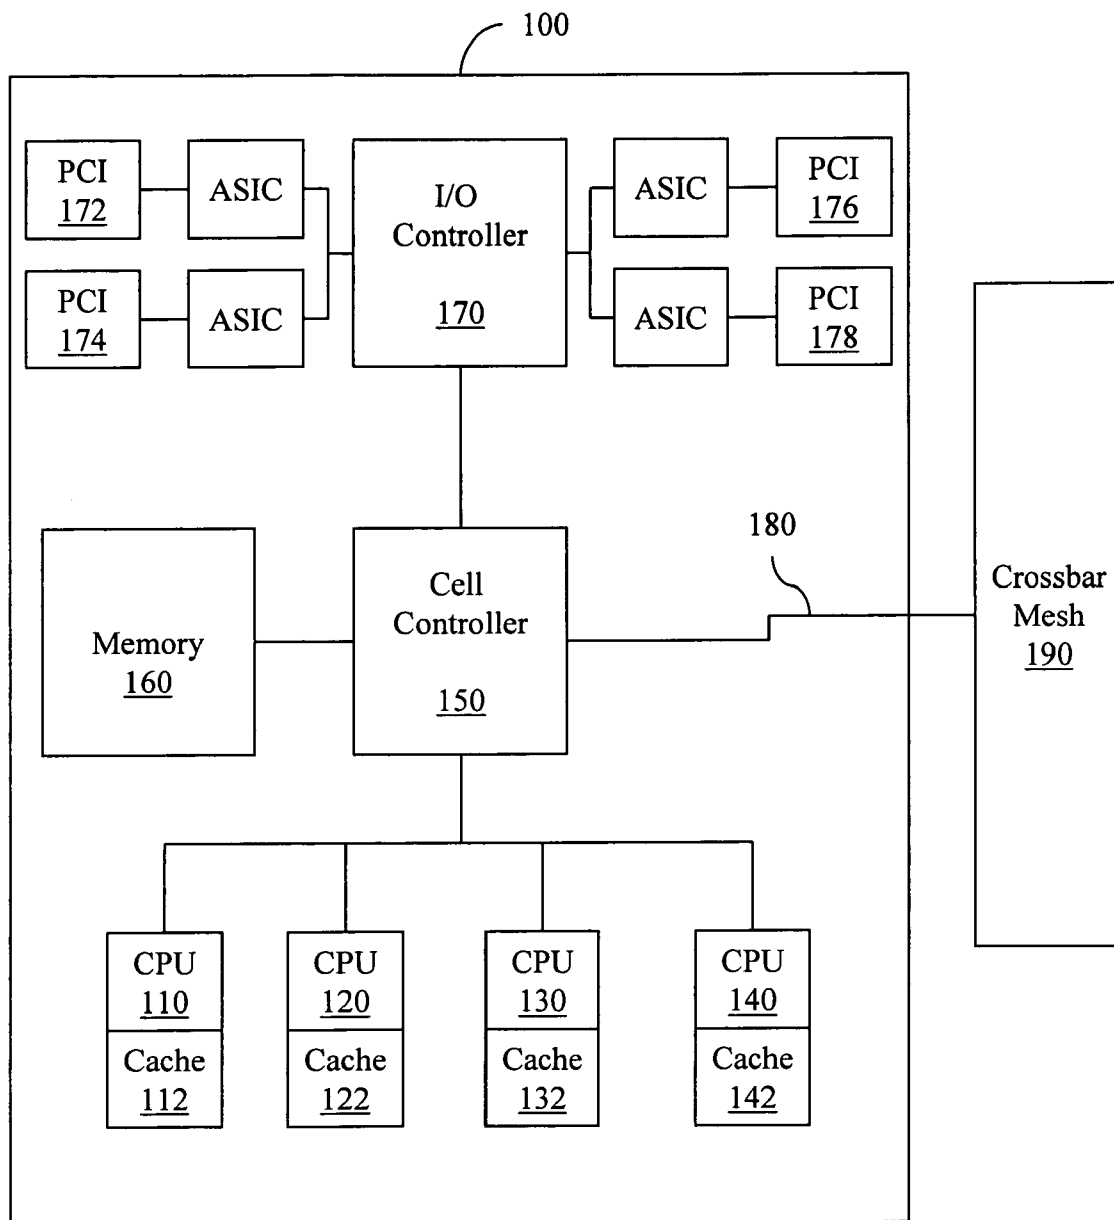 100
PCI
172
ASIC
I/O
Controller
170
ASIC
PCI
176
PCI
174
ASIC
ASIC
PCI
178
180
Memory
160
Cell
Controller
150
Crossbar
Mesh
190
CPU
110
Cache
112
CPU
120
Cache
122
CPU
130
Cache
132
CPU
140
Cache
142